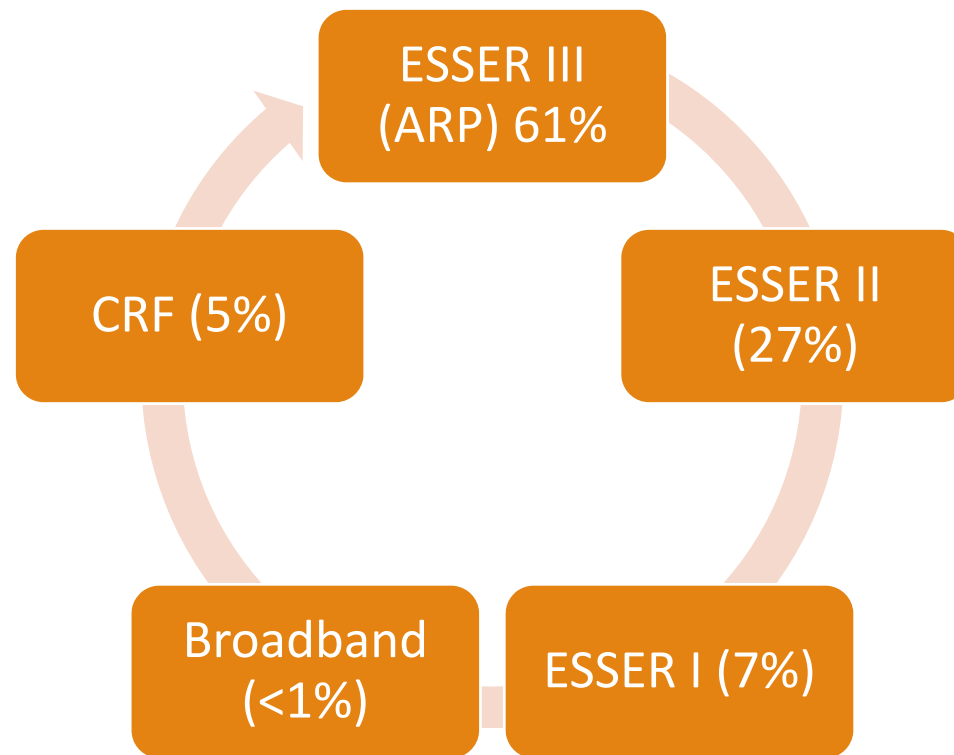 ESSER III
(ARP) 61%
ESSER II
(27%)
ESSER I (7%)
Broadband
(<1%)
CRF (5%)